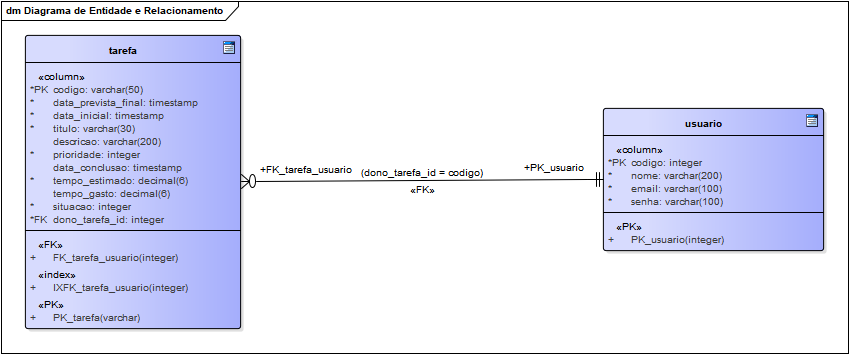 dm Diagrama de Entidade e Relacionamento
tarefa
«column»
*PK codigo: varchar(50)
* data_prevista_final: timestamp
* data_inicial: timestamp
* titulo: varchar(30)
descricao: varchar(200)
* prioridade: integer
data_conclusao: timestamp
* tempo_estimado: decimal(6)
tempo_gasto: decimal(6)
* situacao: integer
*FK dono_tarefa_id: integer
«FK»
+ FK_tarefa_usuario(integer)
«index»
+ IXFK_tarefa_usuario(integer)
«PK»
+ PK_tarefa(varchar)
+FK_tarefa_usuario
(dono_tarefa_id = codigo)
«FK»
+PK_usuario
usuario
«column»
*PK codigo: integer
* nome: varchar(200)
* email: varchar(100)
* senha: varchar(100)
«PK»
+ PK_usuario(integer)